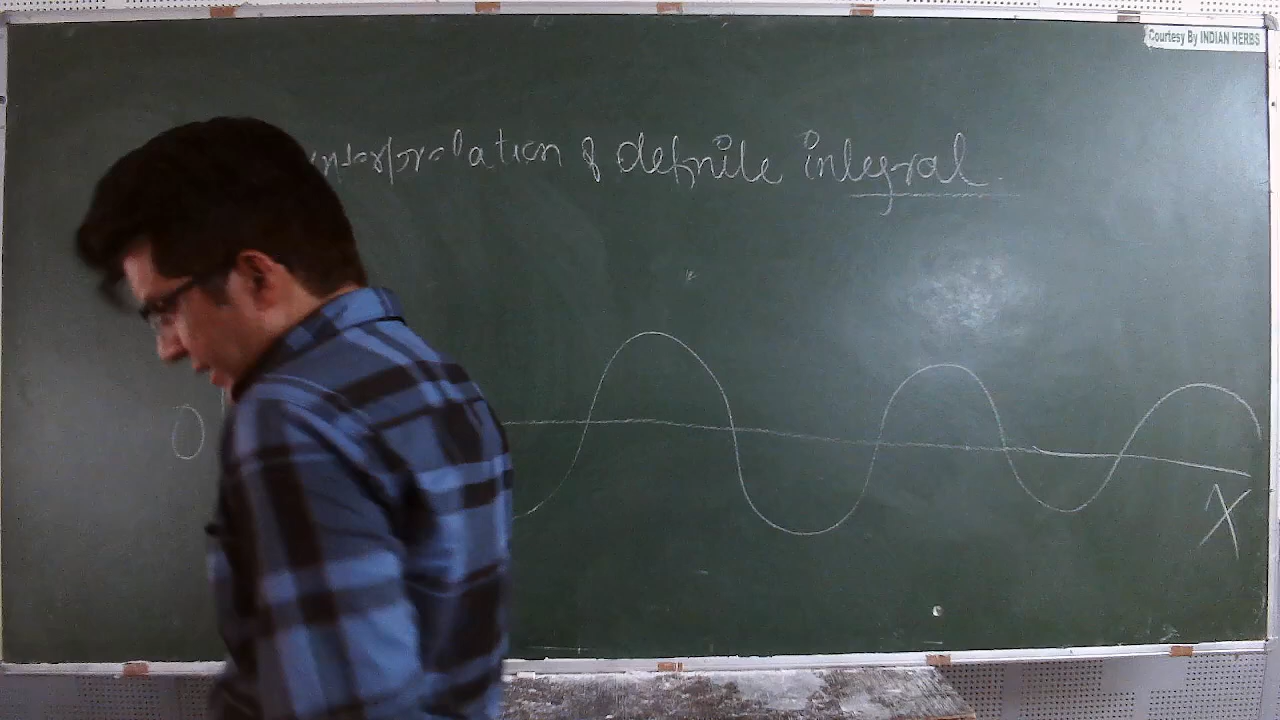 Courtesy By INDIAN HERBS
interpretation of definite integral
O
X